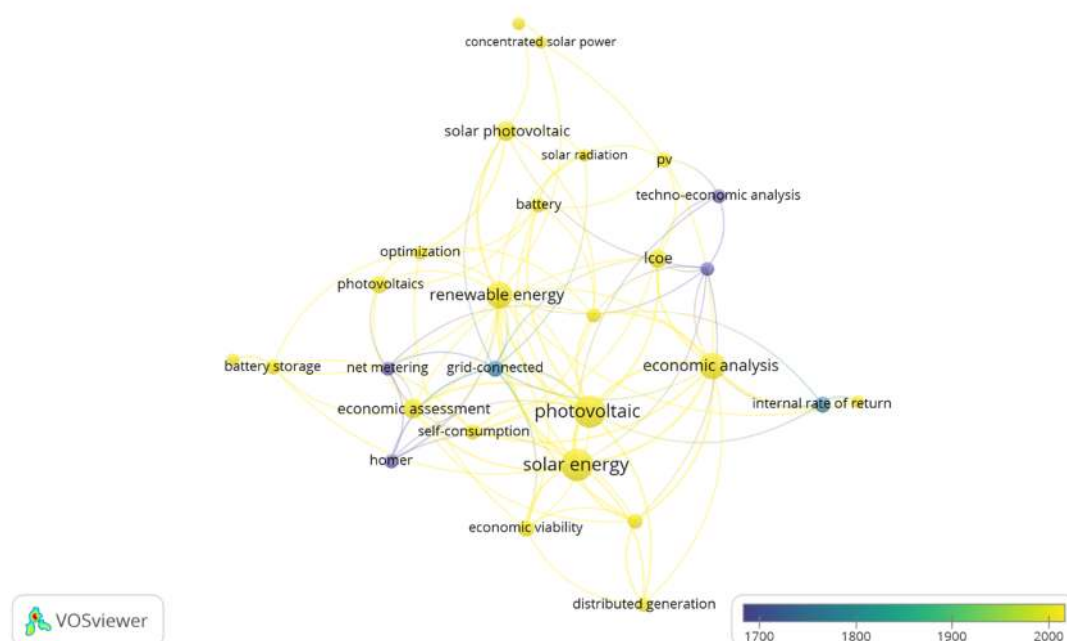 concentrated solar power
solar photovoltaic
solar radiation
pv
techno-economic analysis
battery
optimization
lcoe
photovoltaics
renewable energy
battery storage
net metering
grid-connected
economic analysis
economic assessment
photovoltaic
internal rate of return
self-consumption
homer
solar energy
economic viability
distributed generation
VOSviewer
1700 1800 1900 2000